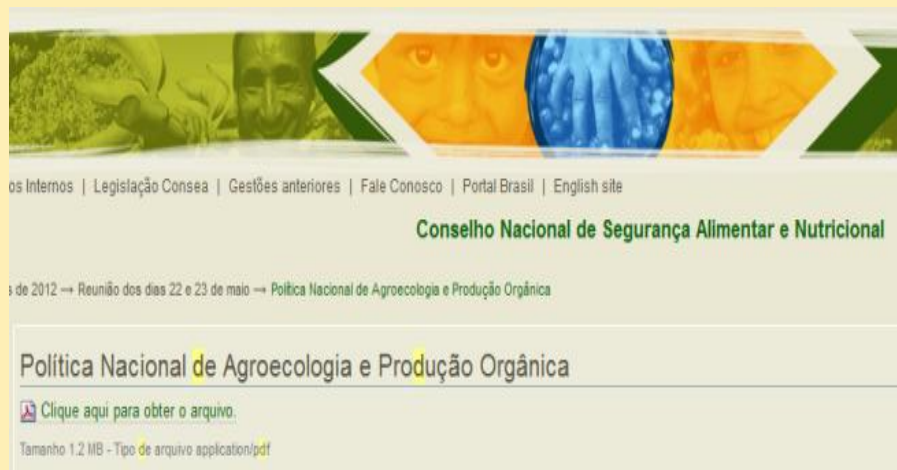 os Internos | Legislação Consea | Gestões anteriores | Fale Conosco | Portal Brasil | English site
Conselho Nacional de Segurança Alimentar e Nutricional
s de 2012 → Reunião dos dias 22 e 23 de maio → Política Nacional de Agroecologia e Produção Orgânica
Política Nacional de Agroecologia e Produção Orgânica
Clique aqui para obter o arquivo.
Tamanho 1.2 MB - Tipo de arquivo application/pdf